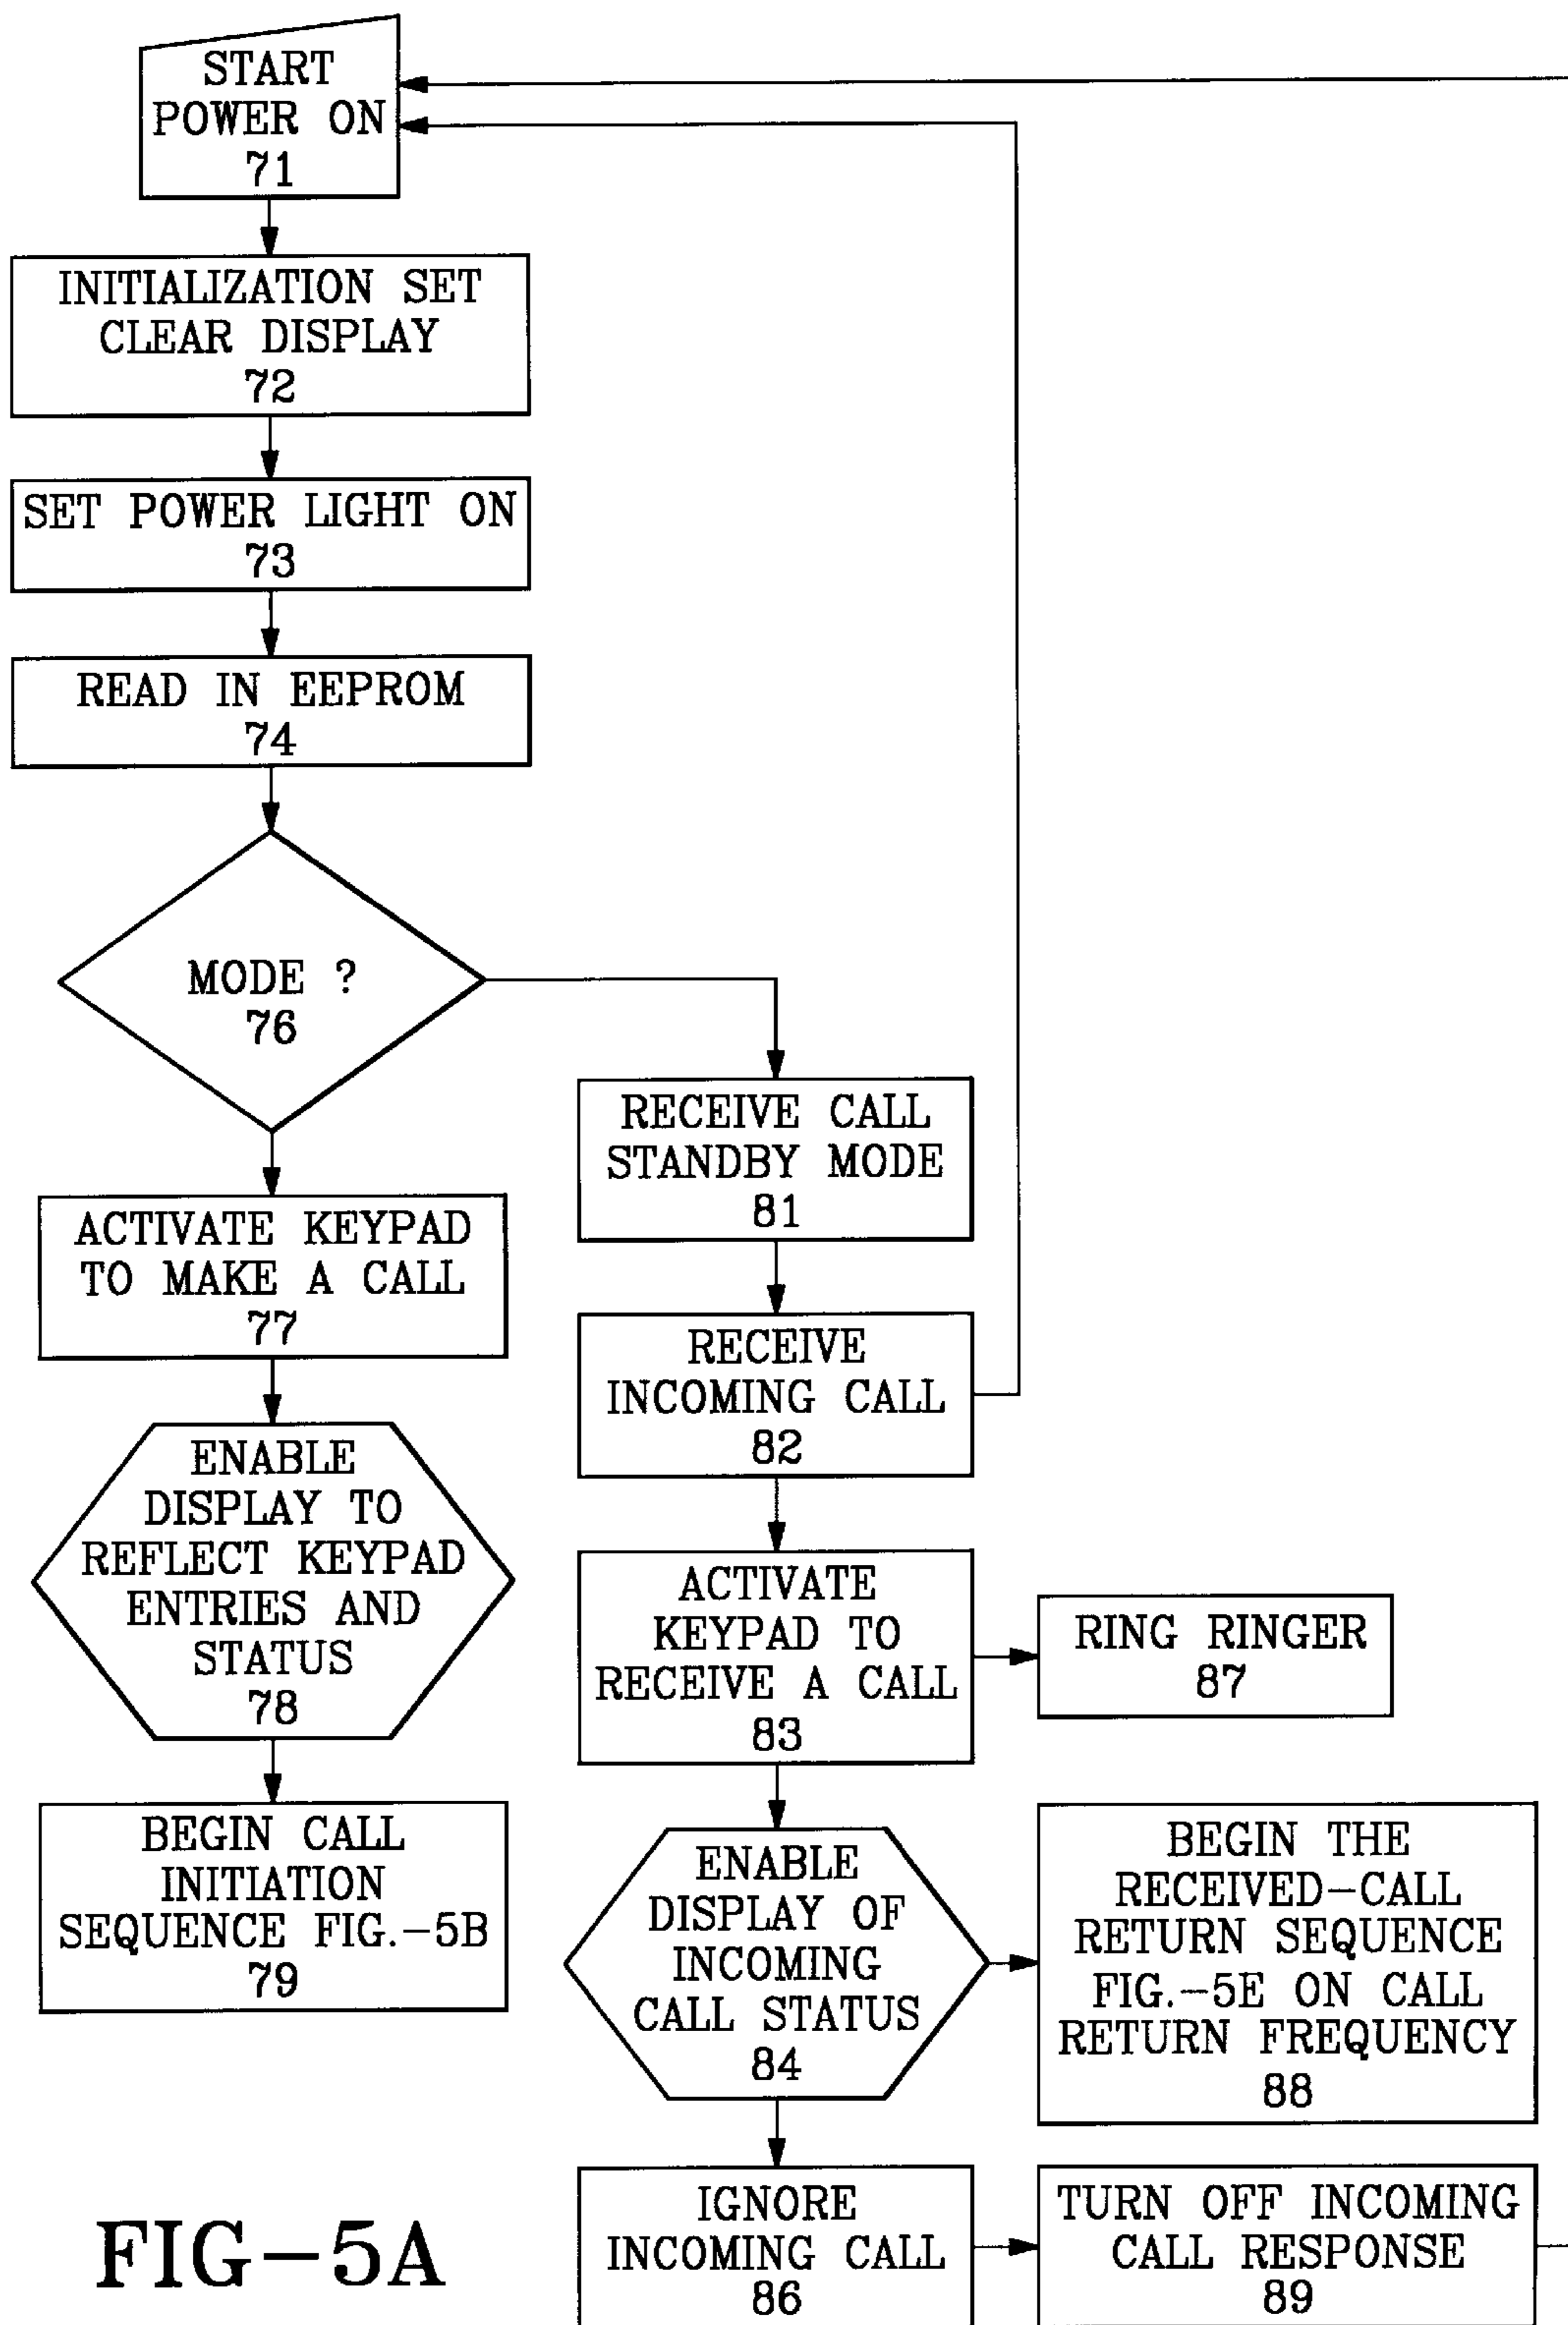 START
POWER ON
71
INITIALIZATION SET
CLEAR DISPLAY
72
SET POWER LIGHT ON
73
READ IN EEPROM
74
MODE ?
76
ACTIVATE KEYPAD
TO MAKE A CALL
77
ENABLE
DISPLAY TO
REFLECT KEYPAD
ENTRIES AND
STATUS
78
BEGIN CALL
INITIATION
SEQUENCE FIG.-5B
79
RECEIVE CALL
STANDBY MODE
81
RECEIVE
INCOMING CALL
82
ACTIVATE
KEYPAD TO
RECEIVE A CALL
83
RING RINGER
87
ENABLE
DISPLAY OF
INCOMING
CALL STATUS
84
BEGIN THE
RECEIVED-CALL
RETURN SEQUENCE
FIG.-5E ON CALL
RETURN FREQUENCY
88
IGNORE
INCOMING CALL
86
TURN OFF INCOMING
CALL RESPONSE
89
FIG-5A